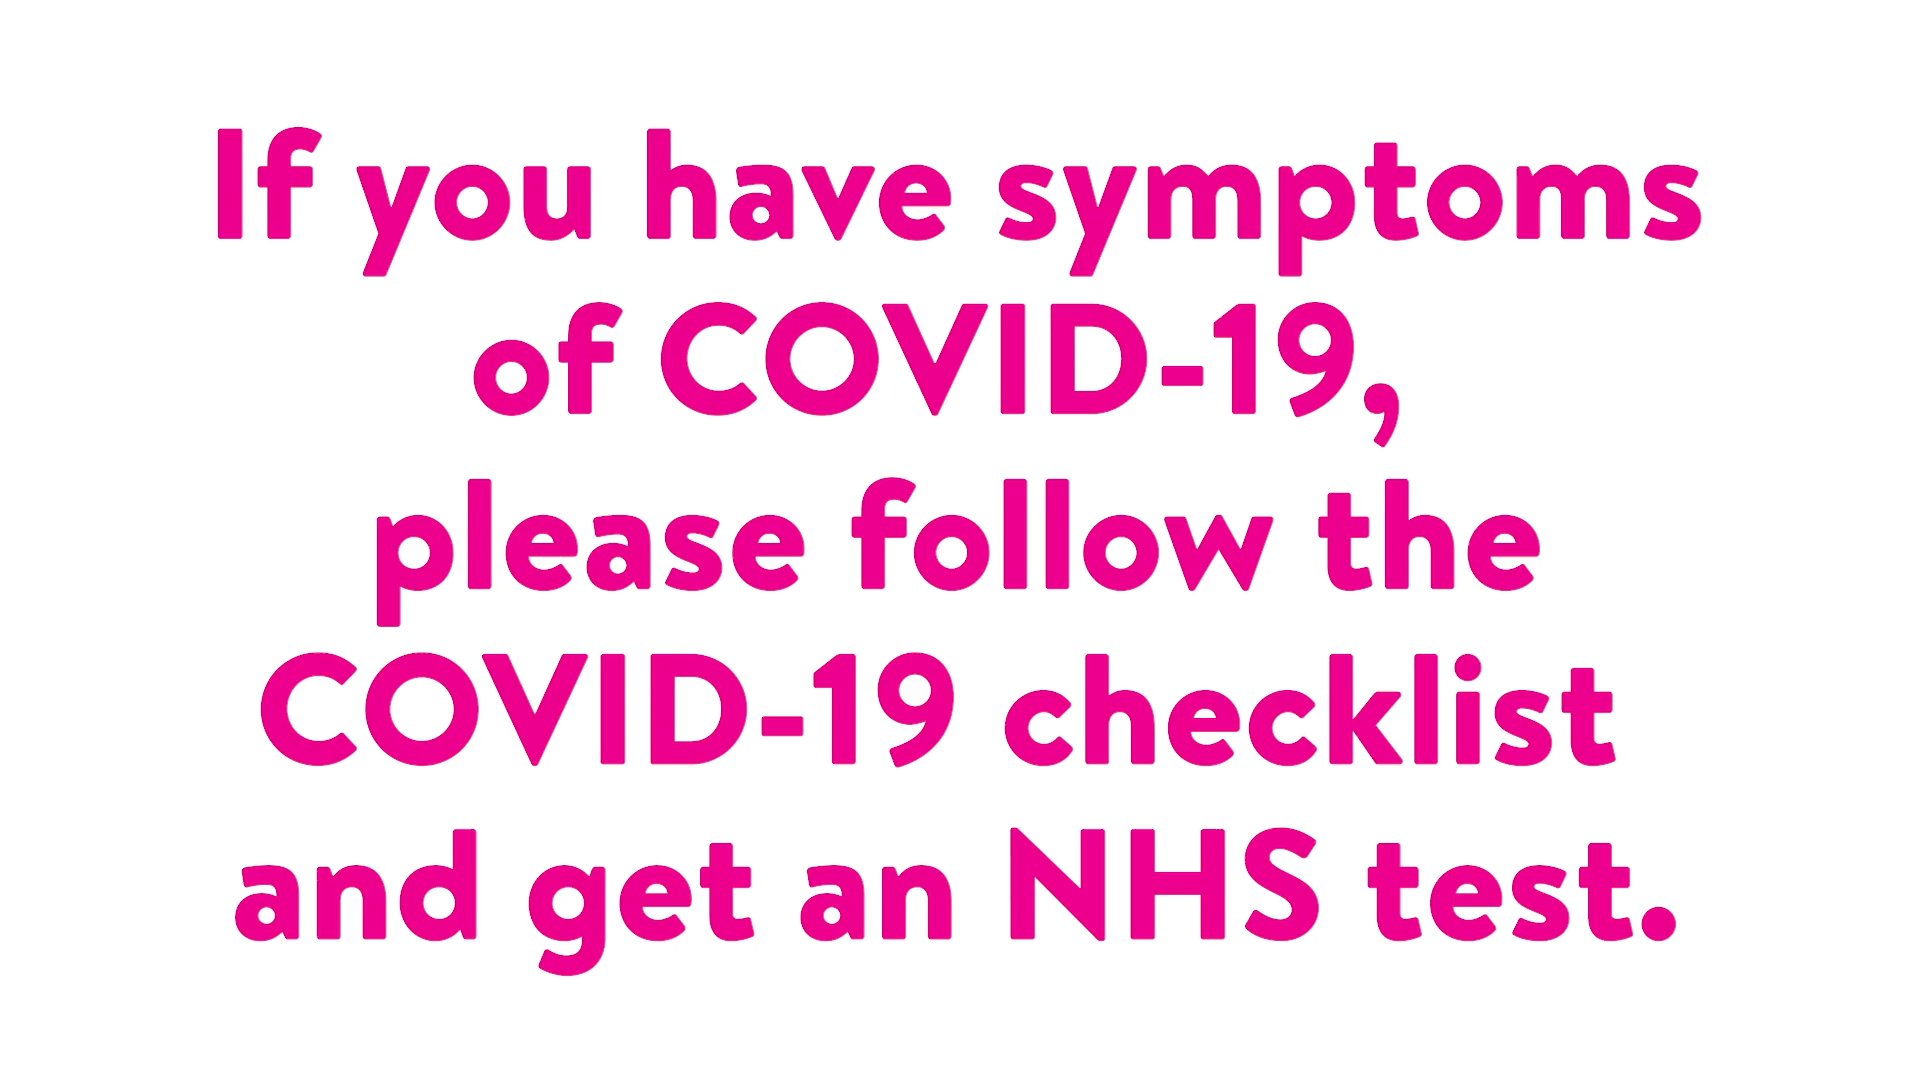 If you have symptoms
of COVID-19,
please follow the
COVID-19 checklist
and get an NHS test.